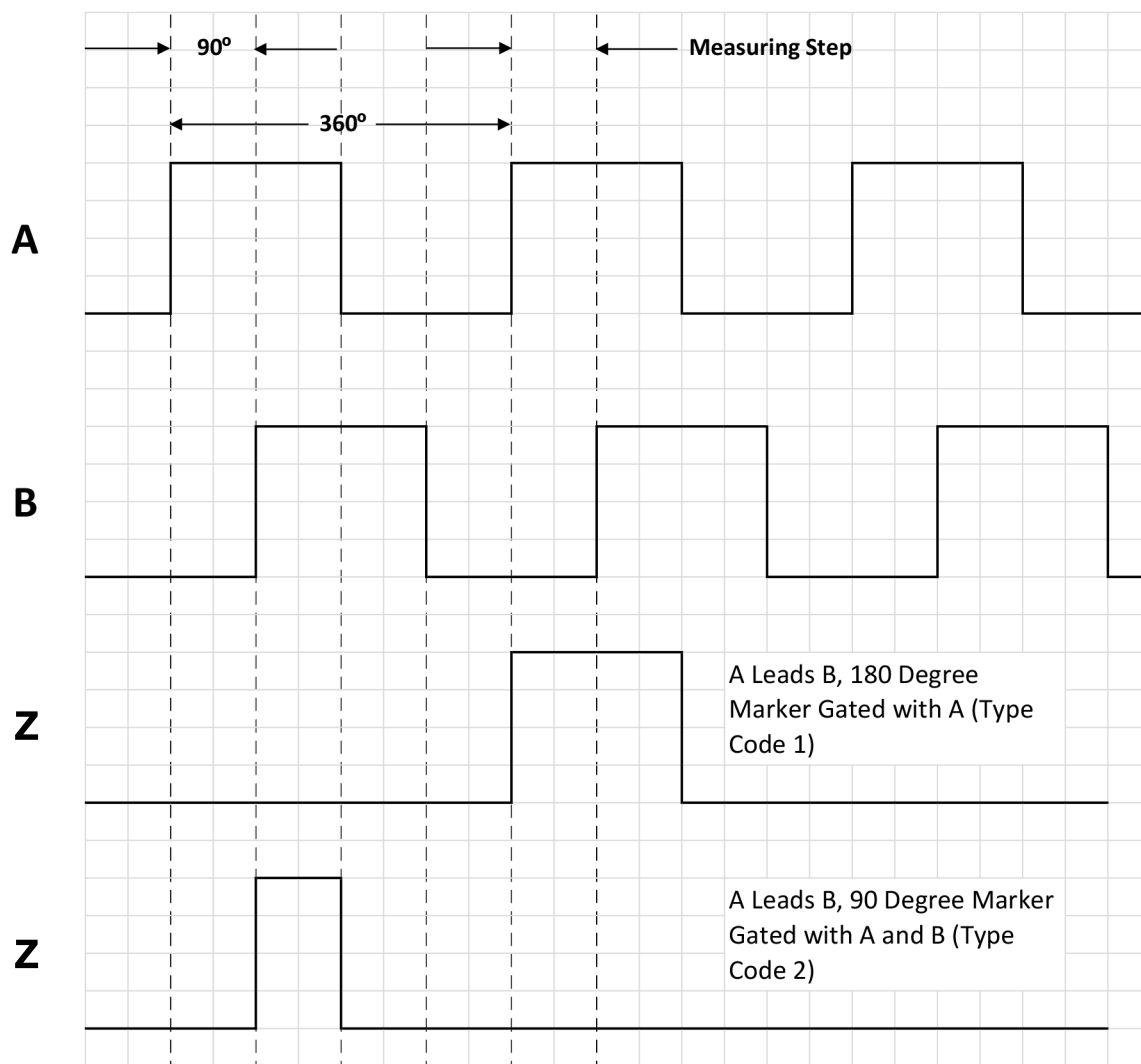 90º
Measuring Step
360º
A
B
Z
A Leads B, 180 Degree
Marker Gated with A (Type
Code 1)
Z
A Leads B, 90 Degree Marker
Gated with A and B (Type
Code 2)